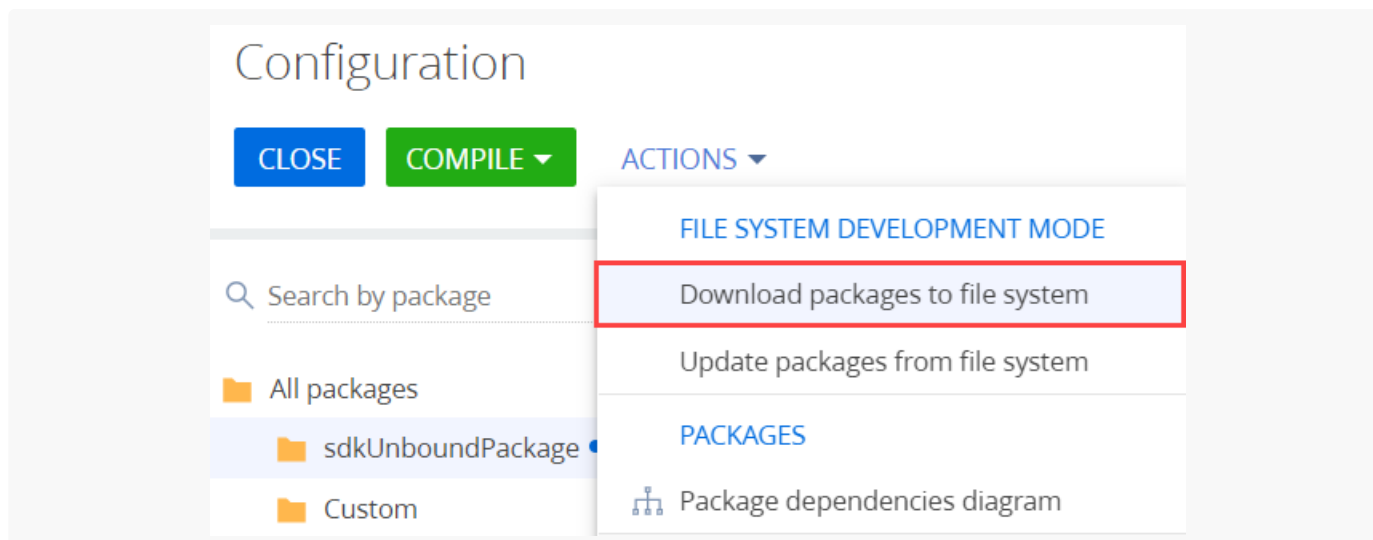 Configuration
CLOSE
COMPILE
ACTIONS
FILE SYSTEM DEVELOPMENT MODE
Search by package
Download packages to file system
Update packages from file system
All packages
sdkUnboundPackage
PACKAGES
Custom
Package dependencies diagram